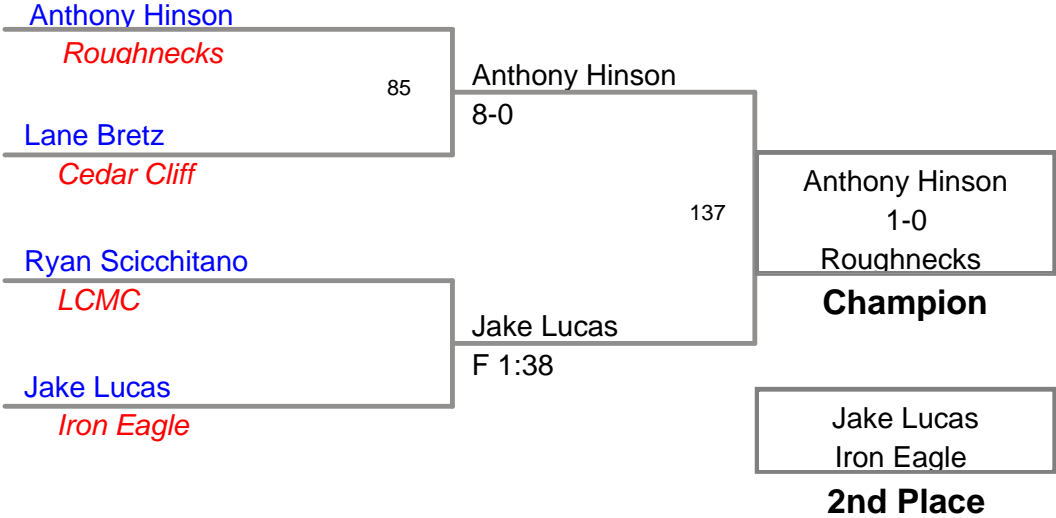 Anthony Hinson
Roughnecks
85
Anthony Hinson
8-0
Lane Bretz
Cedar Cliff
137
Anthony Hinson
1-0
Roughnecks
Champion
Ryan Scicchitano
LCMC
Jake Lucas
F 1:38
Jake Lucas
Iron Eagle
Jake Lucas
Iron Eagle
2nd Place